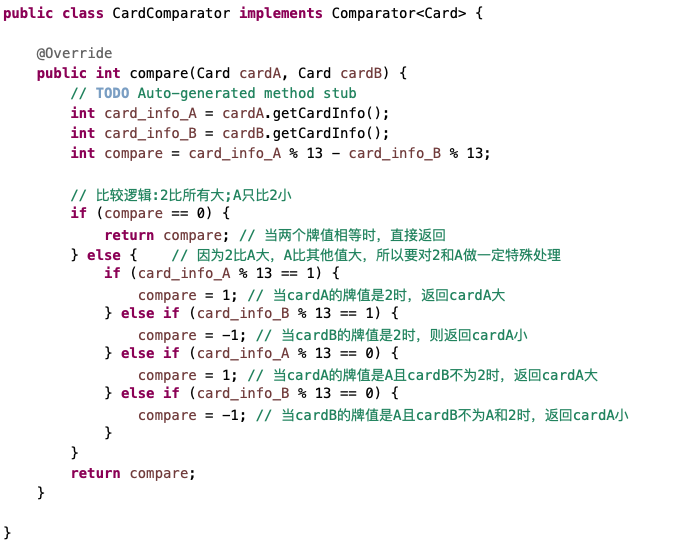 public class CardComparator implements Comparator<Card> {
@Override
public int compare(Card cardA, Card cardB) {
// TODO Auto-generated method stub
int card_info_A = cardA.getCardInfo();
int card_info_B = cardB.getCardInfo();
int compare = card_info_A % 13 - card_info_B % 13;
// 比较逻辑:2比所有大;A只比2小
if (compare == 0) {
return compare; // 当两个牌值相等时，直接返回
} else { // 因为2比A大，A比其他值大，所以要对2和A做一定特殊处理
if (card_info_A % 13 == 1) {
compare = 1; // 当cardA的牌值是2时，返回cardA大
} else if (card_info_B % 13 == 1) {
compare = -1; // 当cardB的牌值是2时，则返回cardA小
} else if (card_info_A % 13 == 0) {
compare = 1; // 当cardA的牌值是A且cardB不为2时，返回cardA大
} else if (card_info_B % 13 == 0) {
compare = -1; // 当cardB的牌值是A且cardB不为A和2时，返回cardA小
}
}
return compare;
}
}